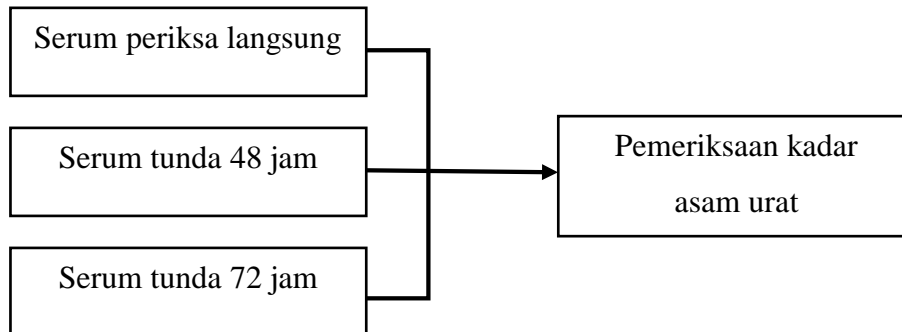 Serum periksa langsung
Serum tunda 48 jam
Serum tunda 72 jam
Pemeriksaan kadar
asam urat